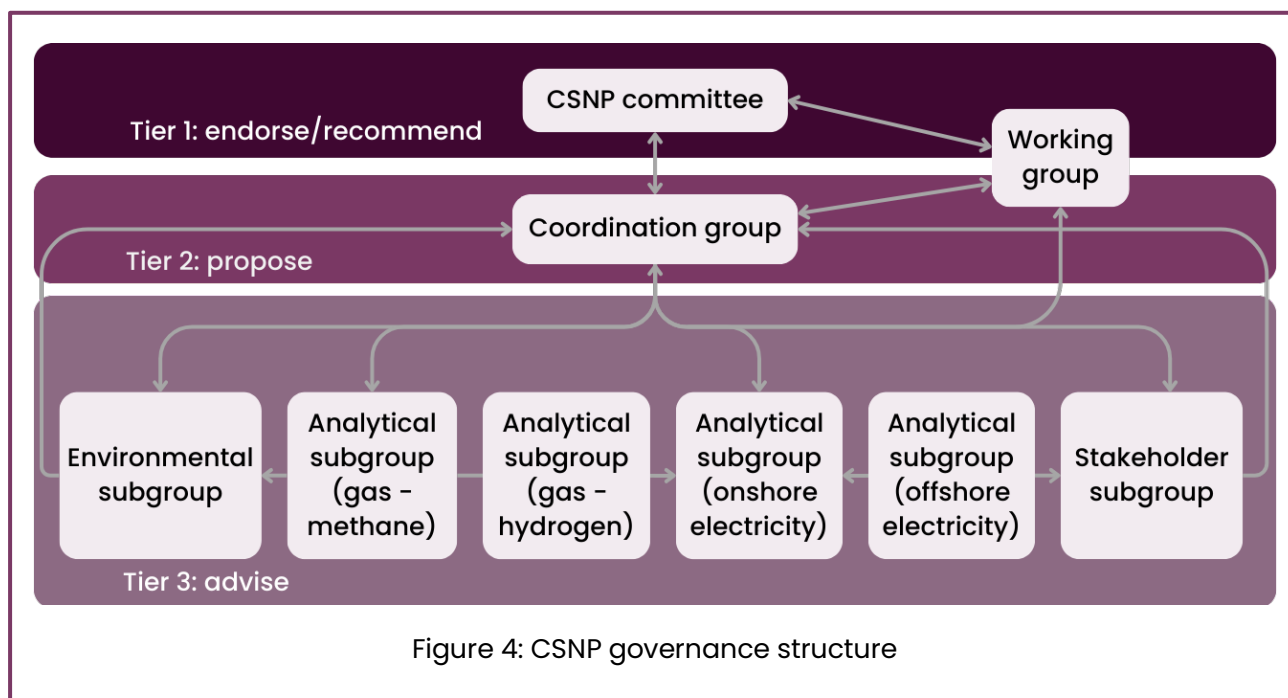 CSNP committee
Tier 1: endorse/recommend
Working
group
Coordination group
Tier 2: propose
Environmental
subgroup
Analytical
subgroup
(gas -
methane)
Analytical
subgroup
(gas -
hydrogen)
Analytical
subgroup
(onshore
electricity)
Analytical
subgroup
(offshore
electricity)
Stakeholder
subgroup
Tier 3: advise
Figure 4: CSNP governance structure